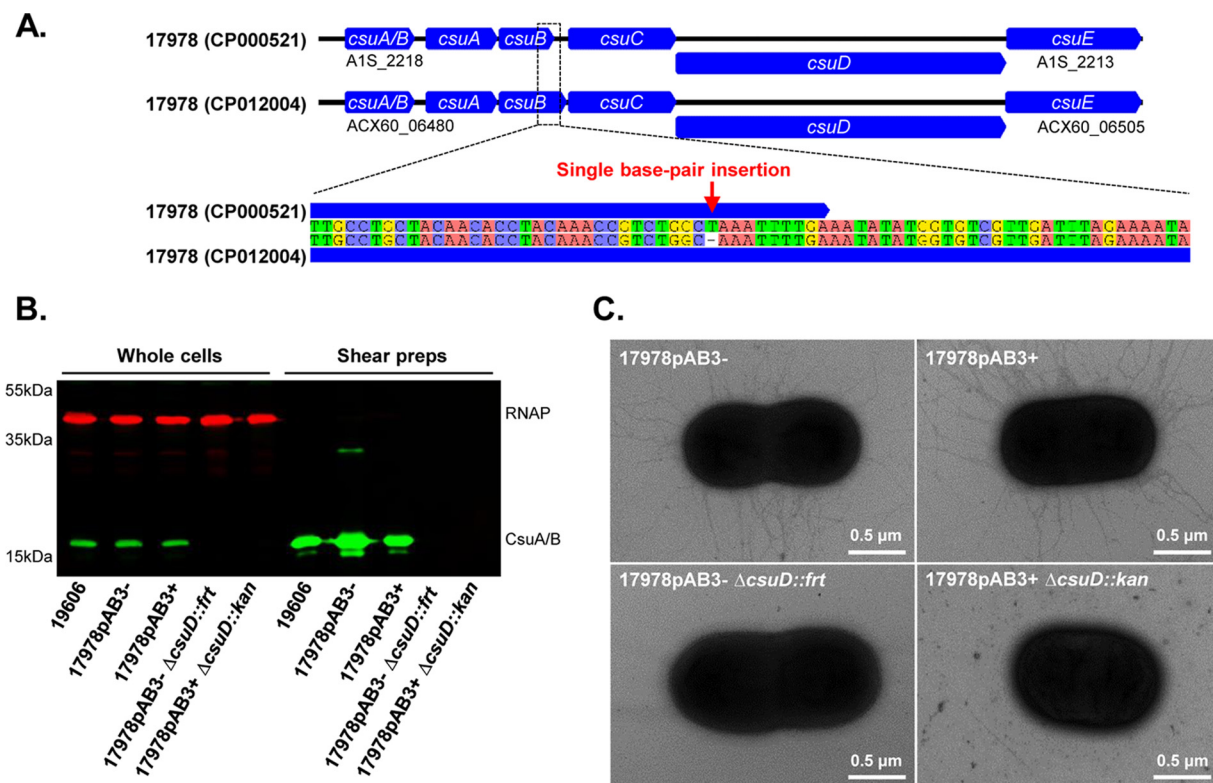 A.
17978 (CP000521)
csuA/B csuA csuB csuC csuE
A1S_2218 csuD A1S_2213
17978 (CP012004)
csuA/B csuA csuB csuC csuE
ACX60_06480 csuD ACX60_06505
Single base-pair insertion
17978 (CP000521)
TTGCCTGCTACAACACCTACAAACCGTCTGGCTAAATTTTGAAATATATGGTGTCGTTGATTTAGAAAATA
TTGCCTGCTACAACACCTACAAACCGTCTGGC-AAATTTTGAAATATATGGTGTCGTTGATTTAGAAAATA
17978 (CP012004)
B.
Whole cells Shear preps
55kDa
RNAP
35kDa
CsuA/B
15kDa
19606
17978pAB3-
17978pAB3+
17978pAB3- ΔcsuD::frt
17978pAB3+ ΔcsuD::kan
19606
17978pAB3-
17978pAB3+
17978pAB3- ΔcsuD::frt
17978pAB3+ ΔcsuD::kan
C.
17978pAB3-
0.5 μm
17978pAB3+
0.5 μm
17978pAB3- ΔcsuD::frt
0.5 μm
17978pAB3+ ΔcsuD::kan
0.5 μm